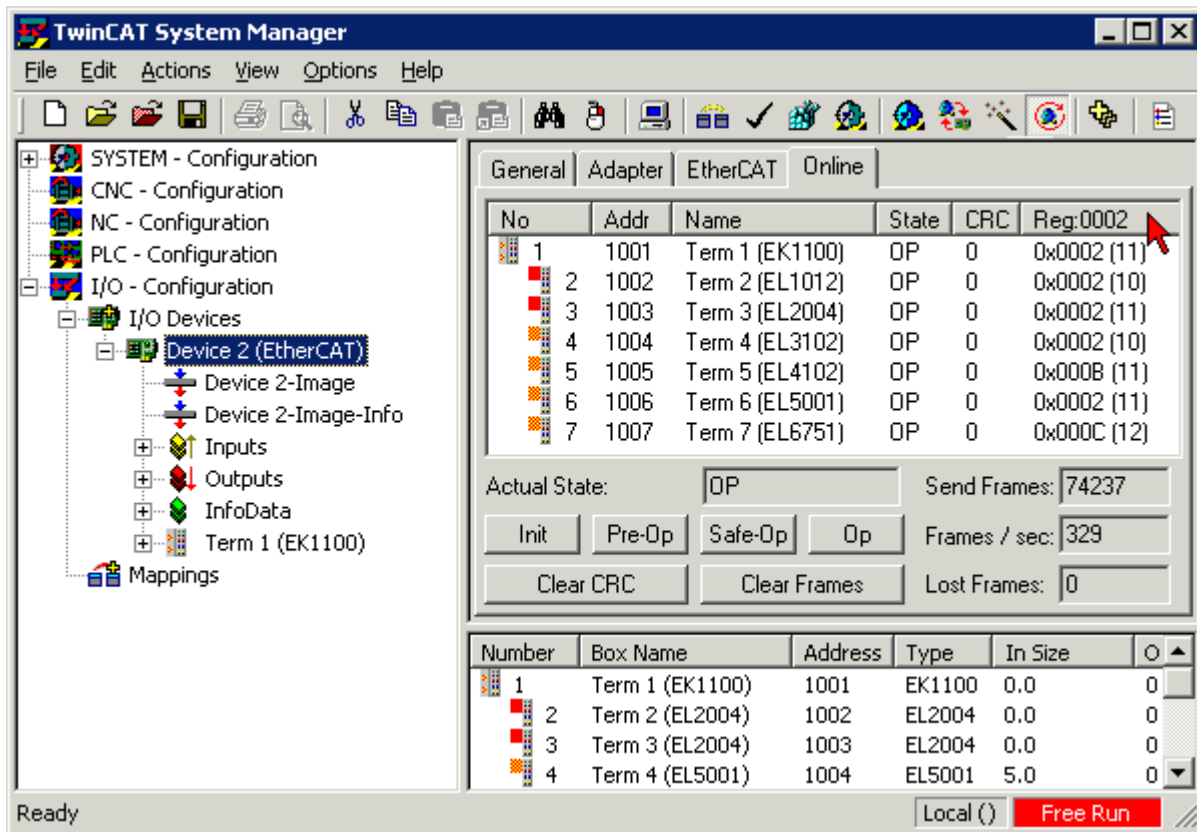 TwinCAT System Manager
File Edit Actions View Options Help
SYSTEM - Configuration
CNC - Configuration
NC - Configuration
PLC - Configuration
I/O - Configuration
I/O Devices
Device 2 (EtherCAT)
Device 2-Image
Device 2-Image-Info
Inputs
Outputs
InfoData
Term 1 (EK1100)
Mappings
General Adapter EtherCAT Online
No Addr Name State CRC Reg:0002
1 1001 Term 1 (EK1100) OP 0 0x0002 (11)
2 1002 Term 2 (EL1012) OP 0 0x0002 (10)
3 1003 Term 3 (EL2004) OP 0 0x0002 (11)
4 1004 Term 4 (EL3102) OP 0 0x0002 (10)
5 1005 Term 5 (EL4102) OP 0 0x000B (11)
6 1006 Term 6 (EL5001) OP 0 0x0002 (11)
7 1007 Term 7 (EL6751) OP 0 0x000C (12)
Actual State: OP Send Frames: 74237
Init Pre-Op Safe-Op Op Frames / sec: 329
Clear CRC Clear Frames Lost Frames: 0
Number Box Name Address Type In Size O
1 Term 1 (EK1100) 1001 EK1100 0.0 0
2 Term 2 (EL2004) 1002 EL2004 0.0 0
3 Term 3 (EL2004) 1003 EL2004 0.0 0
4 Term 4 (EL5001) 1004 EL5001 5.0 0
Ready Local () Free Run